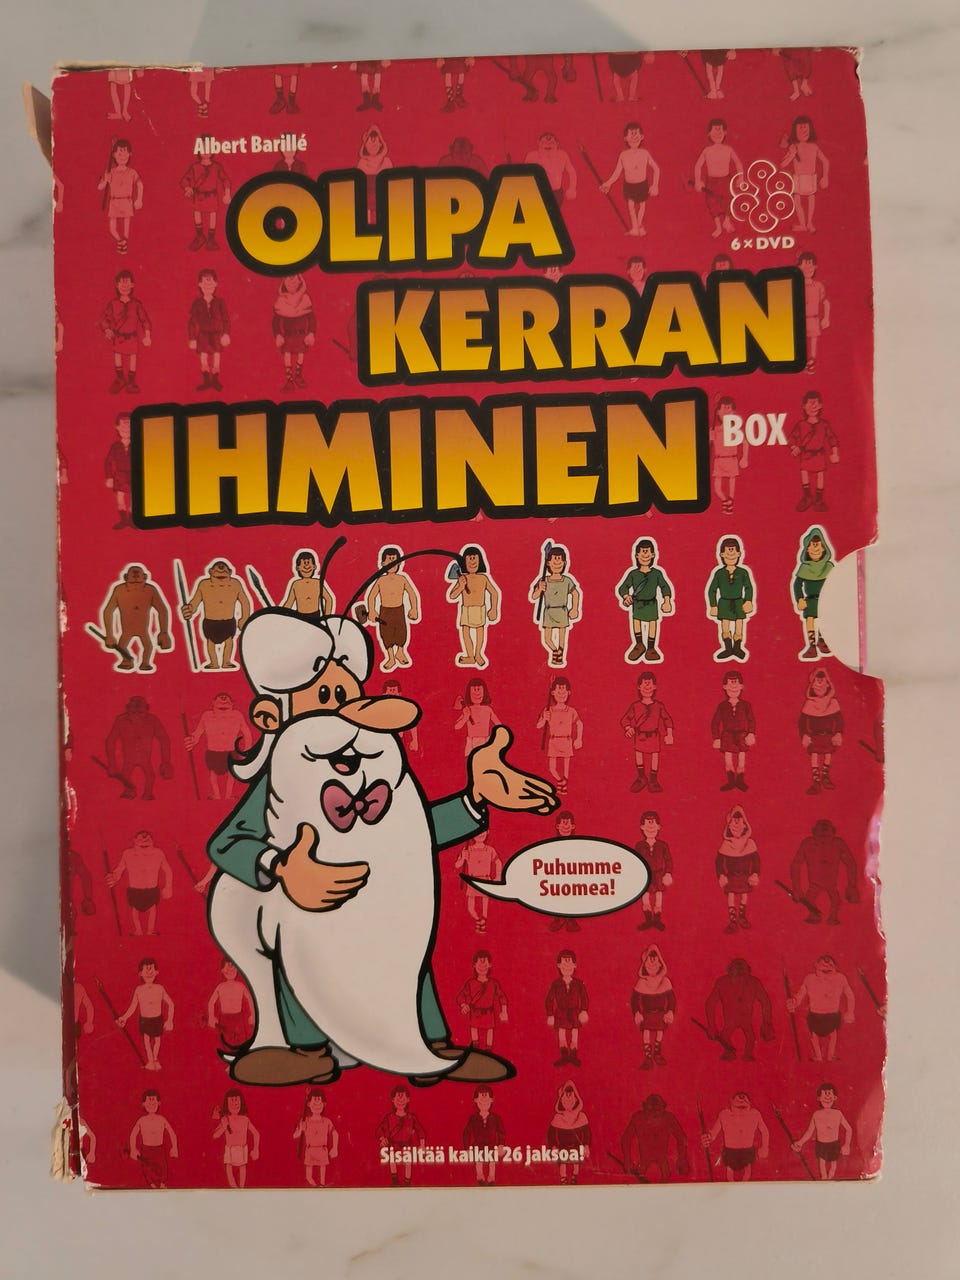 Albert Barillé
OLIPA
KERRAN
IHMINEN
BOX
6 × DVD
Puhumme
Suomea!
Sisältää kaikki 26 jaksoa!